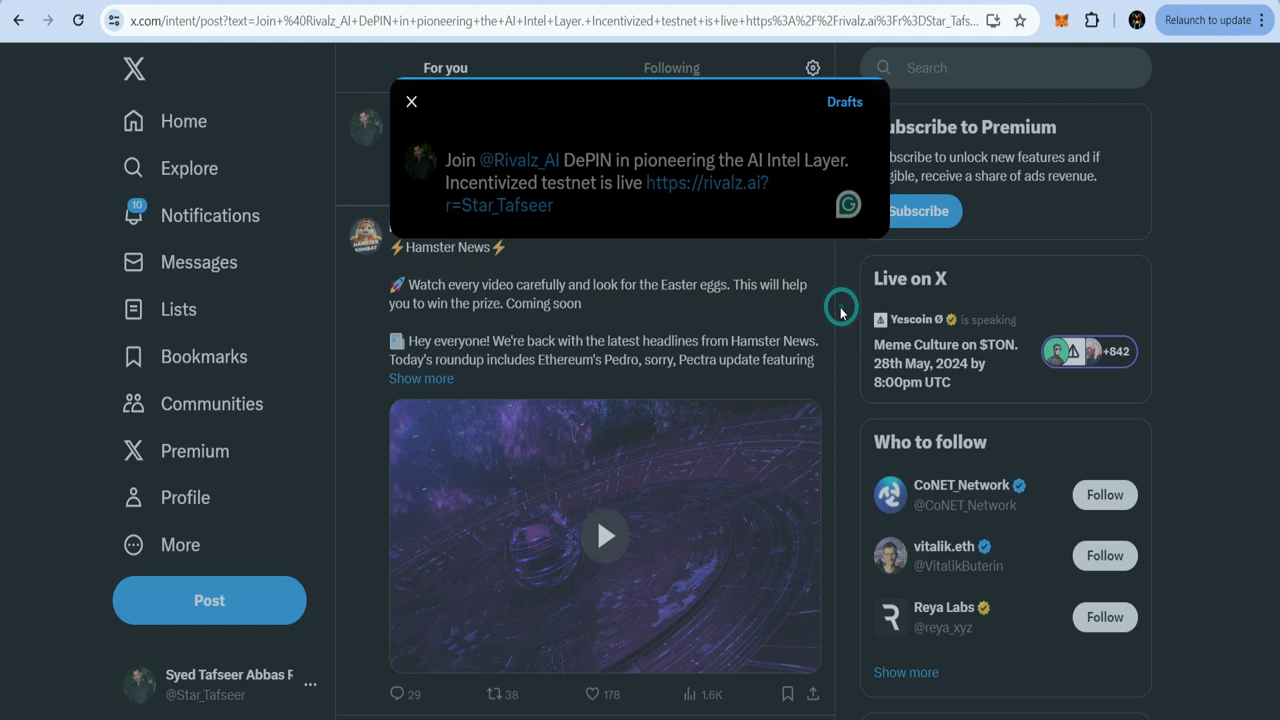 x.com/intent/post?text=Join+%40Rivalz_AI+DePIN+in+pioneering+the+AI+Intel+Layer.+Incentivized+testnet+is+live+https%3A%2F%2Frivalz.ai%3Fr%3DStar_Tafs...
Relaunch to update
For you
Following
Search
Drafts
Join @Rivalz_AI DePIN in pioneering the AI Intel Layer.
Incentivized testnet is live https://rivalz.ai?
r=Star_Tafseer
Home
Explore
10
Notifications
Messages
Lists
Bookmarks
Communities
Premium
Profile
More
Post
Syed Tafseer Abbas R
@Star_Tafseer
HAMSTER
KOMBAT
⚡Hamster News⚡
🚀 Watch every video carefully and look for the Easter eggs. This will help
you to win the prize. Coming soon
📰 Hey everyone! We're back with the latest headlines from Hamster News.
Today's roundup includes Ethereum's Pedro, sorry, Pectra update featuring
Show more
29
38
178
1.6K
ubscribe to Premium
bscribe to unlock new features and if
gible, receive a share of ads revenue.
Subscribe
Live on X
Yescoin Ø is speaking
Meme Culture on $TON.
28th May, 2024 by
8:00pm UTC
+842
Who to follow
CoNET_Network
@CoNET_Network
Follow
vitalik.eth
@VitalikButerin
Follow
Reya Labs
@reya_xyz
Follow
Show more